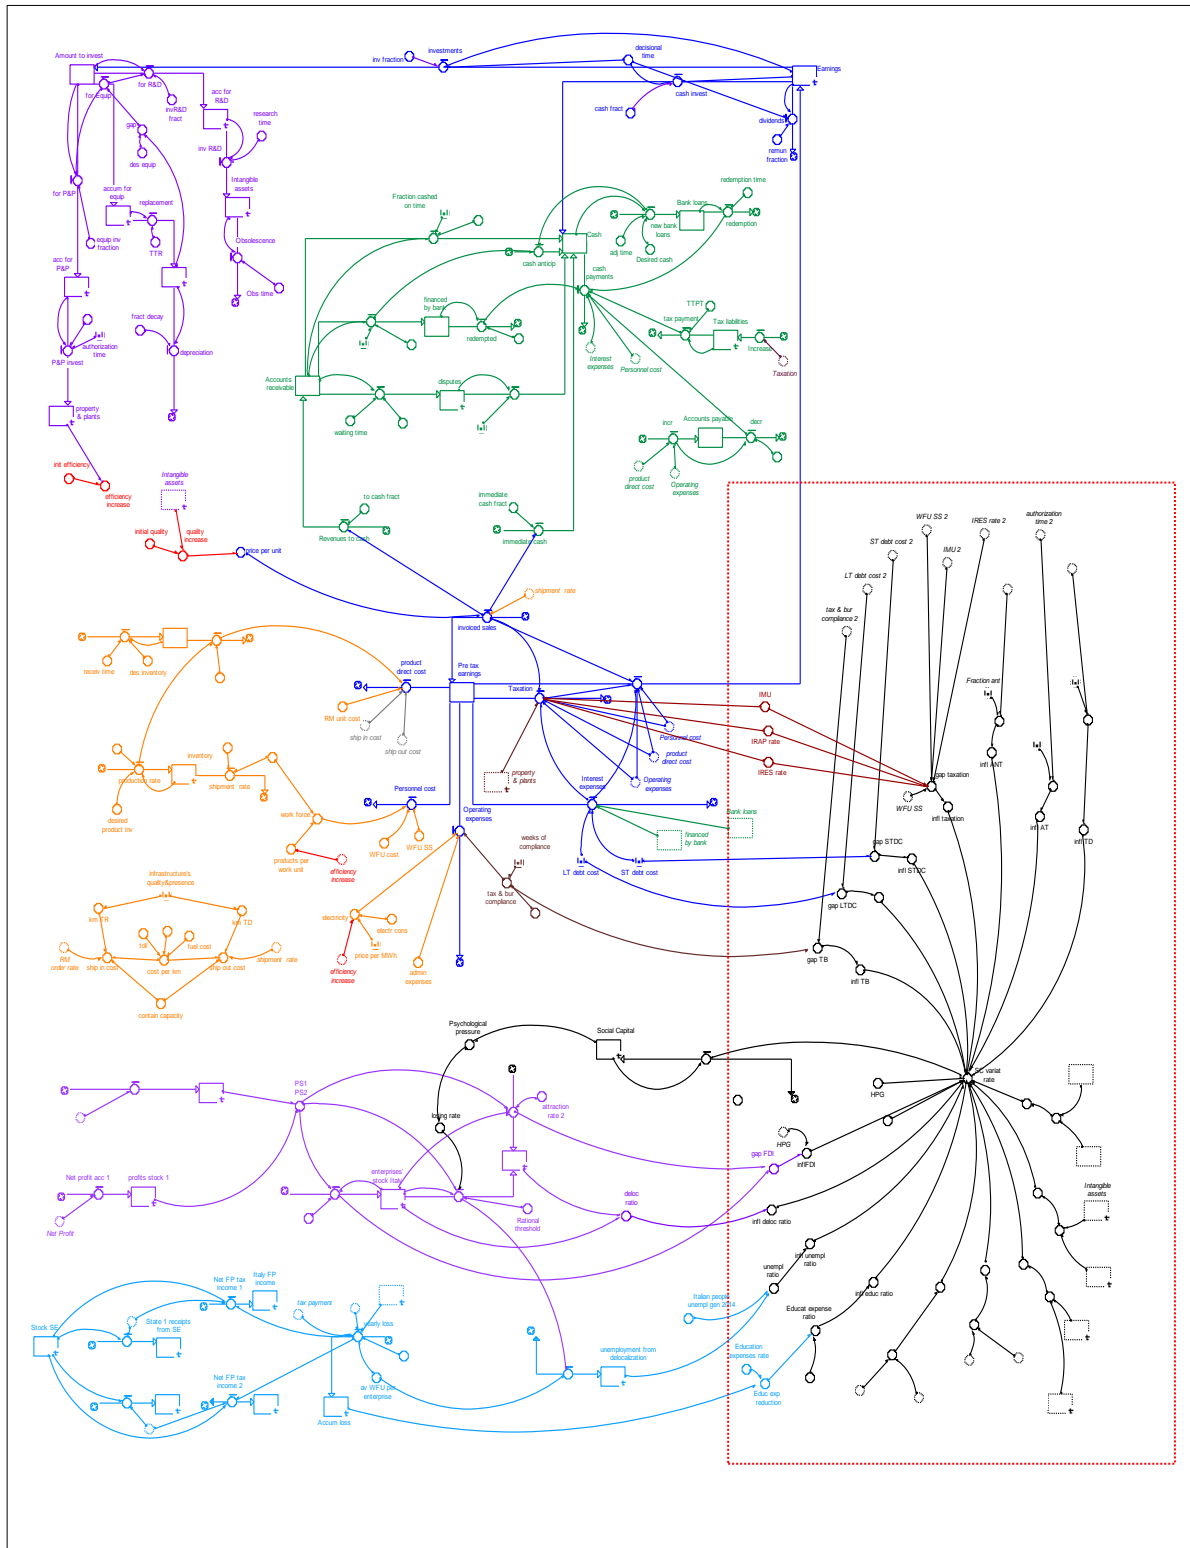 Amount to invest
for Equip
for R&D
invR&D
fract
acc for
R&D
research
time
gap
des equip
inv R&D
for P&P
accum for
equip
replacement
TTR
equip inv
fraction
Intangible
assets
Obsolescence
Obs time
acc for
P&P
fract decay
authorization
time
P&P invest
depreciation
property
& plants
init efficiency
efficiency
increase
Intangible
assets
initial quality
quality
increase
price per unit
inv fraction
investments
decisional
time
Earnings
cash fract
cash invest
dividends
remun
fraction
Fraction cashed
on time
redemption time
Bank loans
new bank
loans
redemption
adj time
Desired cash
Cash
cash anticip
cash
payments
financed
by bank
redempted
TTPT
tax payment
Tax liabilities
Increase
Taxation
Interest
expenses
Personnel cost
Accounts
receivable
disputes
waiting time
incr
Accounts payable
decr
product
direct cost
Operating
expenses
to cash fract
Revenues to cash
immediate
cash fract
immediate cash
shipment rate
invoiced sales
receiv time
des inventory
product
direct cost
Pre tax
earnings
Taxation
RM unit cost
ship in cost
ship out cost
Personnel cost
product
direct cost
Operating
expenses
property
& plants
Interest
expenses
Bank loans
financed
by bank
LT debt cost
ST debt cost
IMU
IRAP rate
IRES rate
inventory
production rate
shipment rate
desired
product inv
work force
Personnel cost
WFU cost
WFU SS
Operating
expenses
products per
work unit
efficiency
increase
weeks of
compliance
tax & bur
compliance
infrastructure's
quality&presence
km TR
km TD
toll
fuel cost
RM
order rate
ship in cost
cost per km
ship out cost
shipment rate
contain capacity
electricity
electr cons
price per MWh
efficiency
increase
admin
expenses
WFU SS 2
IRES rate 2
authorization
time 2
ST debt cost 2
IMU 2
LT debt cost 2
tax & bur
compliance 2
Fraction ant
infl ANT
gap taxation
WFU SS
infl taxation
infl AT
infl TD
gap STDC
infl STDC
gap LTDC
gap TB
infl TB
Psychological
pressure
Social Capital
SC variat
rate
HPG
HPG
PS1
PS2
losing rate
attraction
rate 2
gap FDI
inflFDI
Net profit acc 1
profits stock 1
Net Profit
enterprises'
stock Italy
Rational
threshold
deloc
ratio
infl deloc ratio
Intangible
assets
infl unempl
ratio
unempl
ratio
Italian people
unempl gen 2014
infl educ ratio
Educat expense
ratio
Net FP tax
income 1
Italy FP
income
tax payment
yearly loss
Stock SE
State 1 receipts
from SE
Net FP tax
income 2
av WFU per
enterprise
Accum loss
unemployment from
delocalization
Education
expenses rate
Educ exp
reduction